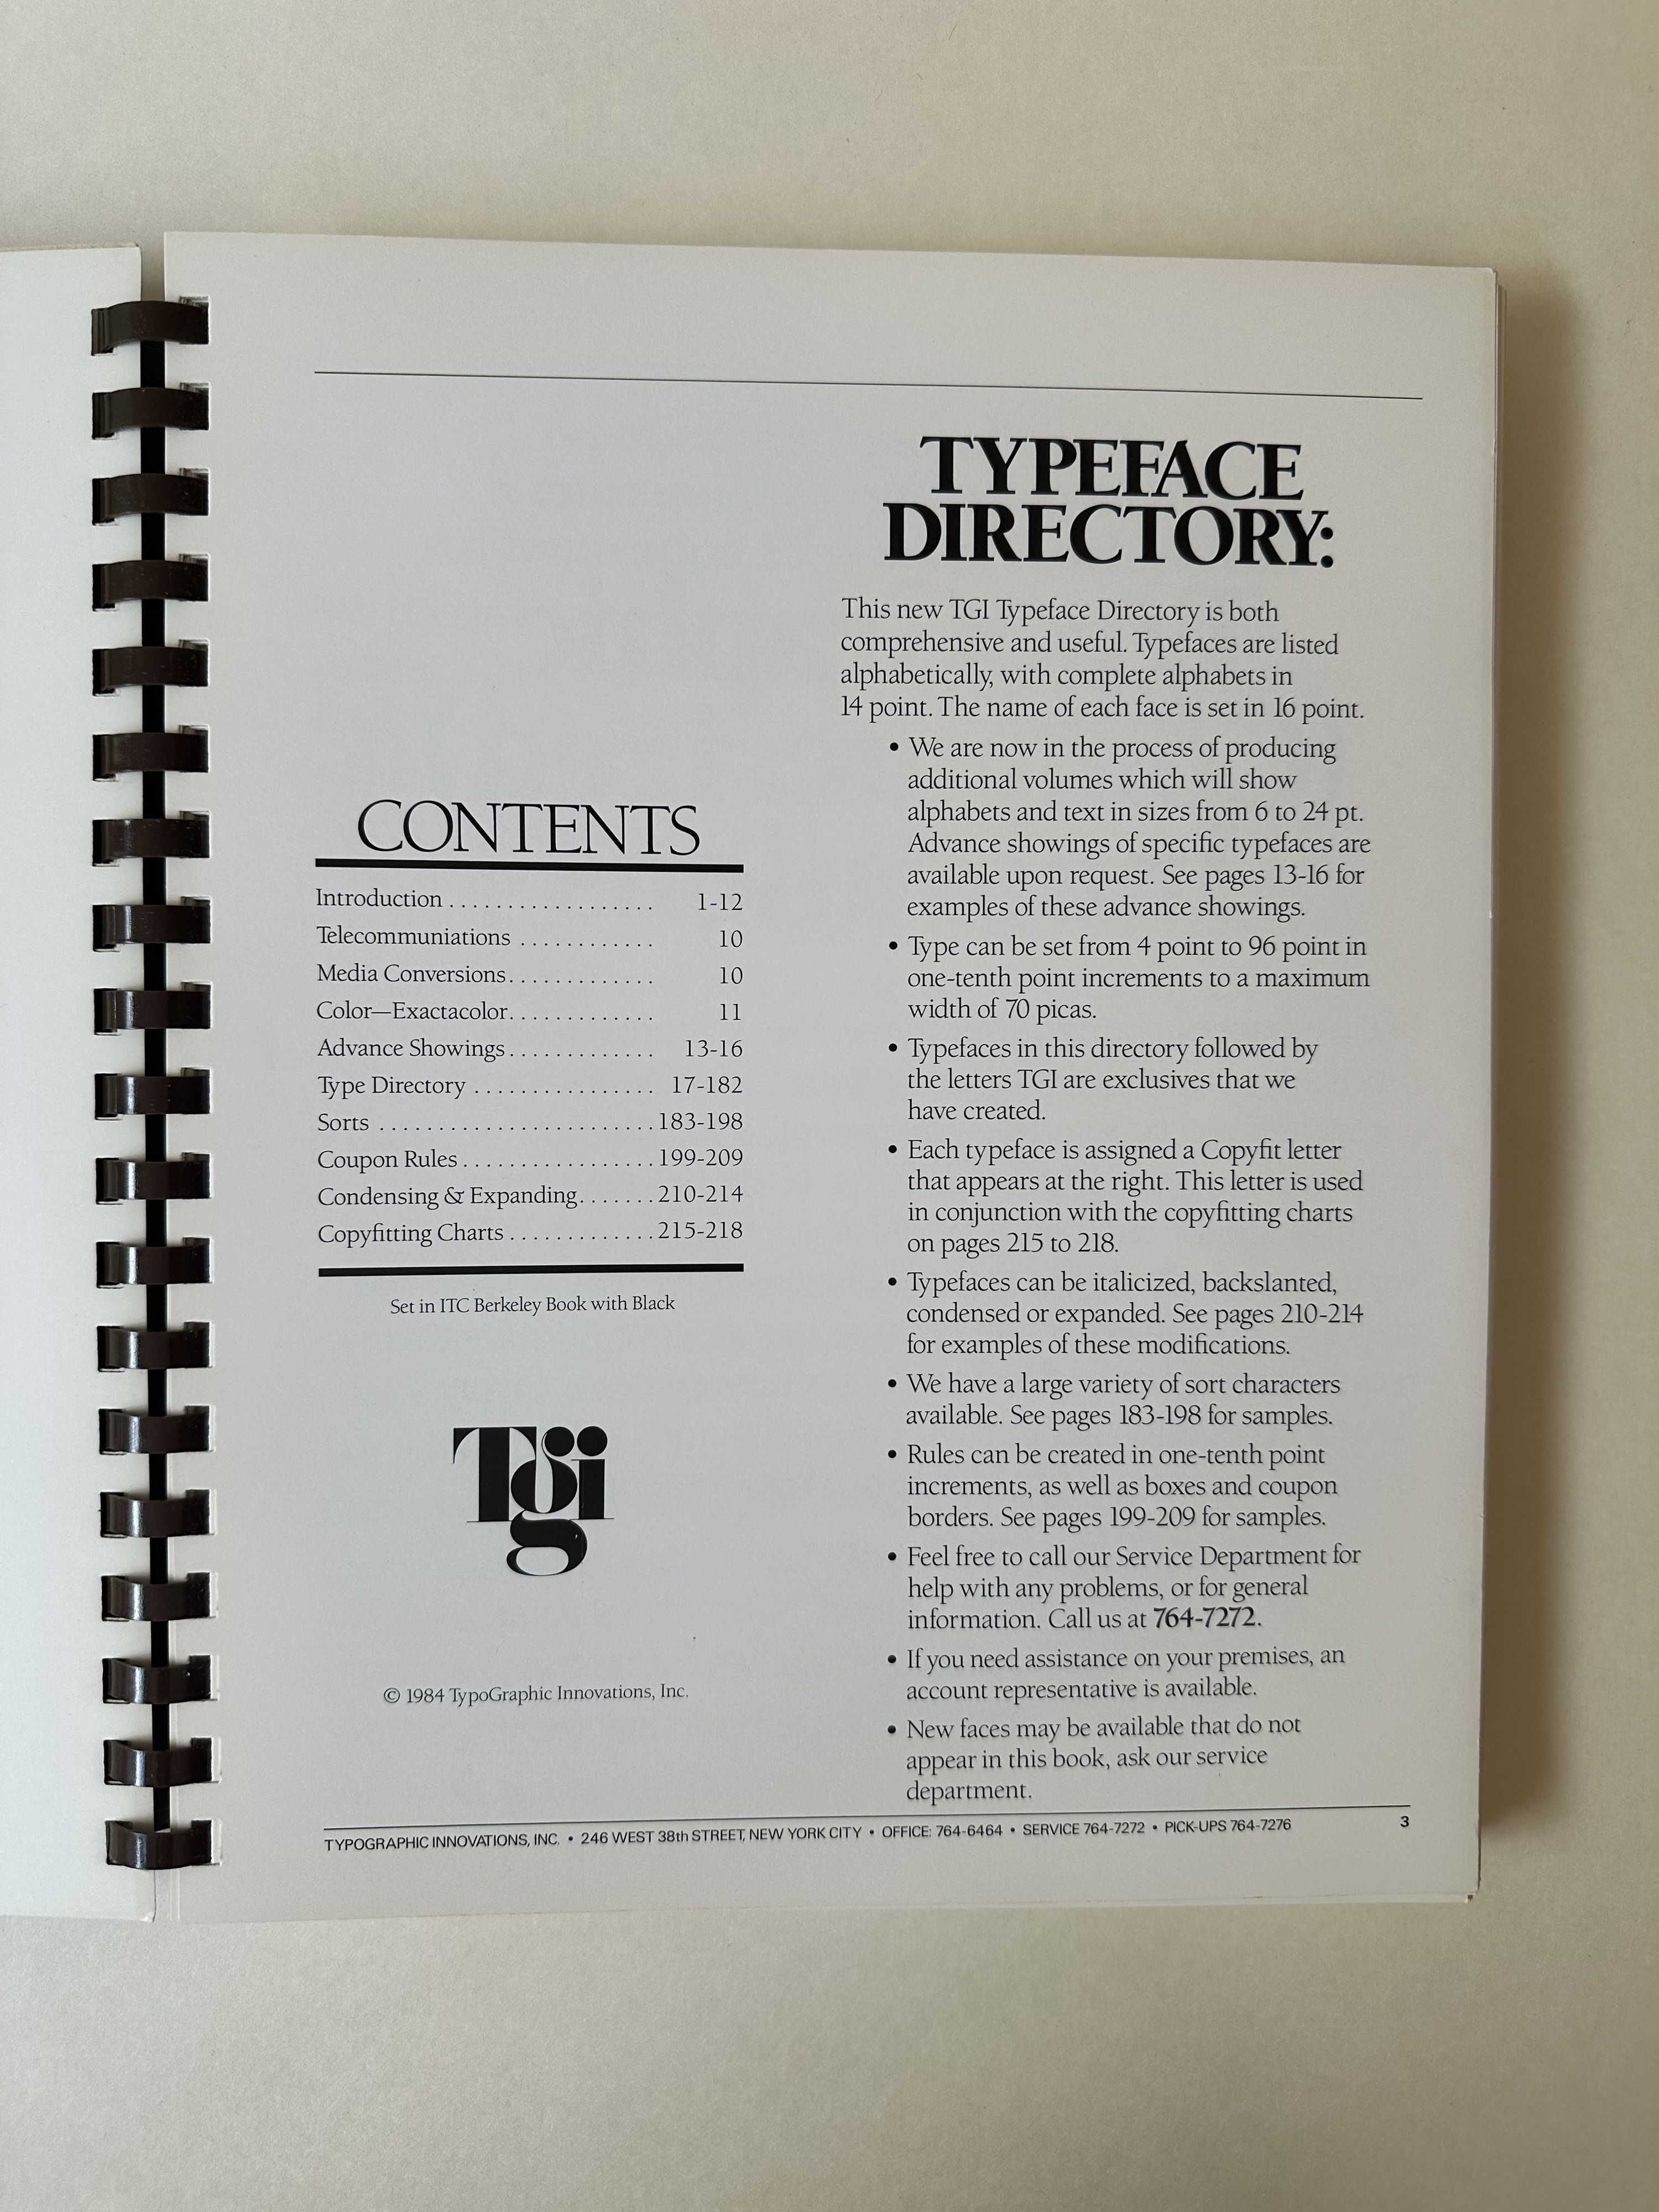 CONTENTS
Introduction . . . . . . . . . . . . . . . . . . 1-12
Telecommuniations . . . . . . . . . . . . 10
Media Conversions. . . . . . . . . . . . . 10
Color—Exactacolor. . . . . . . . . . . . . 11
Advance Showings . . . . . . . . . . . . . 13-16
Type Directory . . . . . . . . . . . . . . . . 17-182
Sorts . . . . . . . . . . . . . . . . . . . . . . . . 183-198
Coupon Rules . . . . . . . . . . . . . . . . . 199-209
Condensing & Expanding. . . . . . . 210-214
Copyfitting Charts . . . . . . . . . . . . . 215-218
Set in ITC Berkeley Book with Black
Tgi
© 1984 TypoGraphic Innovations, Inc.
TYPEFACE
DIRECTORY:
This new TGI Typeface Directory is both
comprehensive and useful. Typefaces are listed
alphabetically, with complete alphabets in
14 point. The name of each face is set in 16 point.
• We are now in the process of producing
additional volumes which will show
alphabets and text in sizes from 6 to 24 pt.
Advance showings of specific typefaces are
available upon request. See pages 13-16 for
examples of these advance showings.
• Type can be set from 4 point to 96 point in
one-tenth point increments to a maximum
width of 70 picas.
• Typefaces in this directory followed by
the letters TGI are exclusives that we
have created.
• Each typeface is assigned a Copyfit letter
that appears at the right. This letter is used
in conjunction with the copyfitting charts
on pages 215 to 218.
• Typefaces can be italicized, backslanted,
condensed or expanded. See pages 210-214
for examples of these modifications.
• We have a large variety of sort characters
available. See pages 183-198 for samples.
• Rules can be created in one-tenth point
increments, as well as boxes and coupon
borders. See pages 199-209 for samples.
• Feel free to call our Service Department for
help with any problems, or for general
information. Call us at 764-7272.
• If you need assistance on your premises, an
account representative is available.
• New faces may be available that do not
appear in this book, ask our service
department.
TYPOGRAPHIC INNOVATIONS, INC. • 246 WEST 38th STREET, NEW YORK CITY • OFFICE: 764-6464 • SERVICE 764-7272 • PICK-UPS 764-7276 3